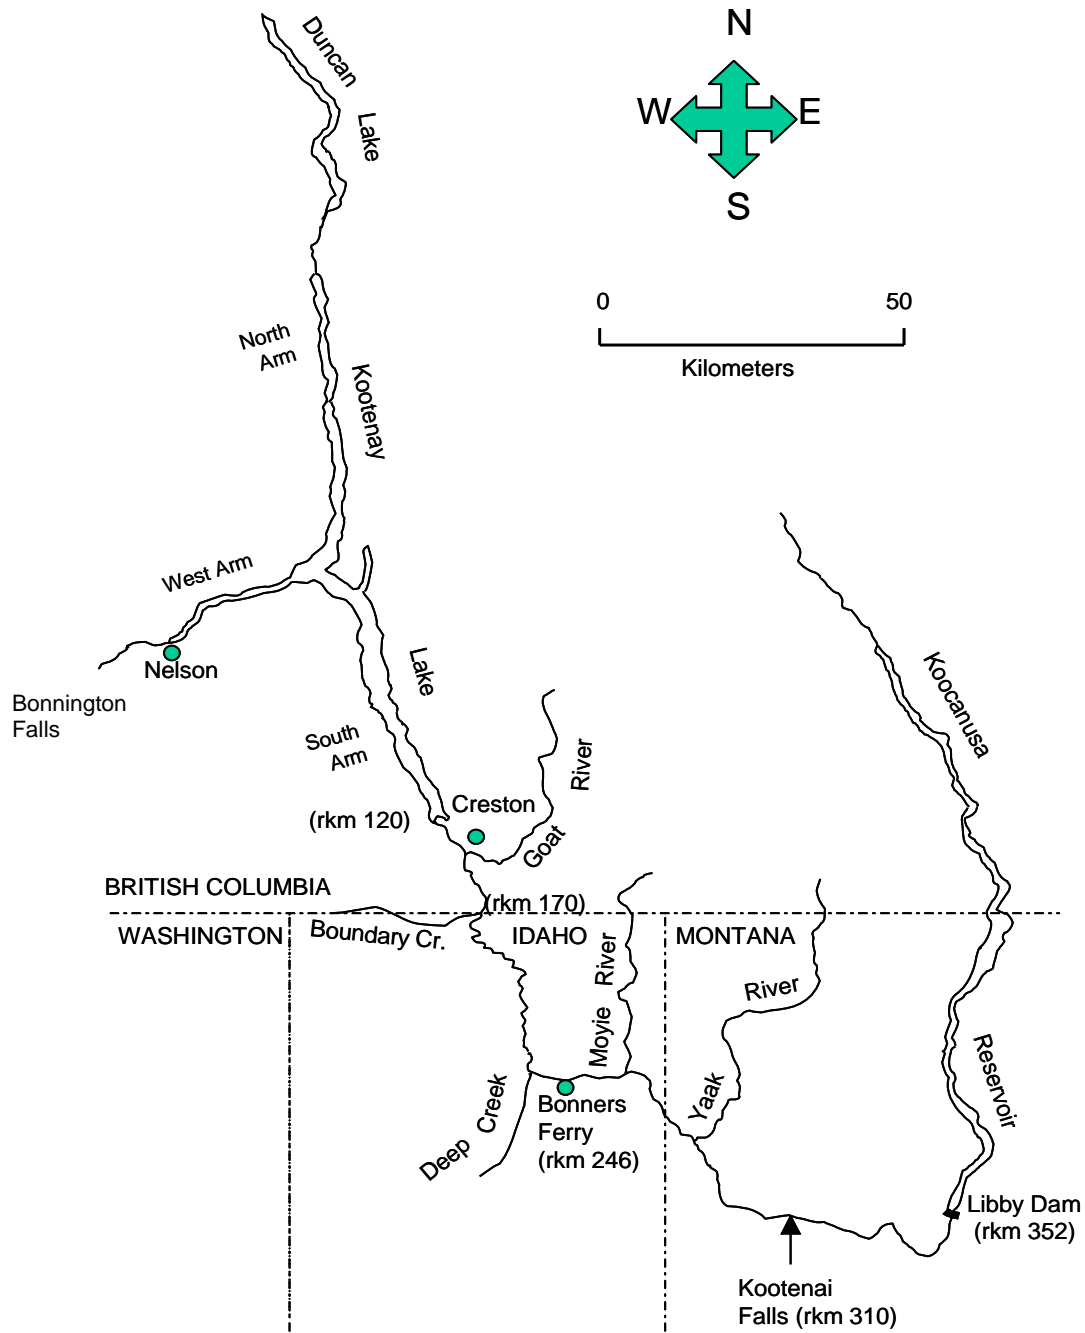 N
Duncan
Lake
W
E
S
0
50
Kilometers
North
Arm
Kootenay
West Arm
Nelson
Bonnington
Falls
Lake
Koocanusa
South
Arm
River
Creston
(rkm 120)
Goat
BRITISH COLUMBIA
(rkm 170)
WASHINGTON
Boundary Cr.
IDAHO
MONTANA
River
Moyie
River
Yaak
Reservoir
Creek
Deep
Bonners
Ferry
(rkm 246)
Libby Dam
(rkm 352)
Kootenai
Falls (rkm 310)